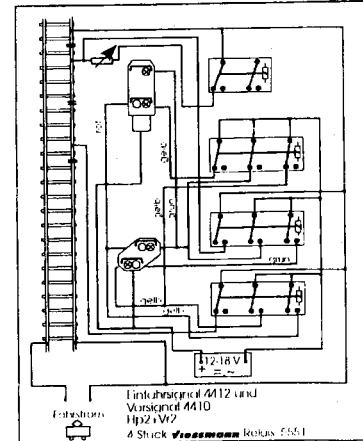 rot
gelb
gelb
grün
grün
gelb
gelb
12-18 V
+ = ~
Fahrstrom
Einfahrsignal 4412 und
Vorsignal 4410
Hp2+Vr2
4 Stück viessmann Relais 5551